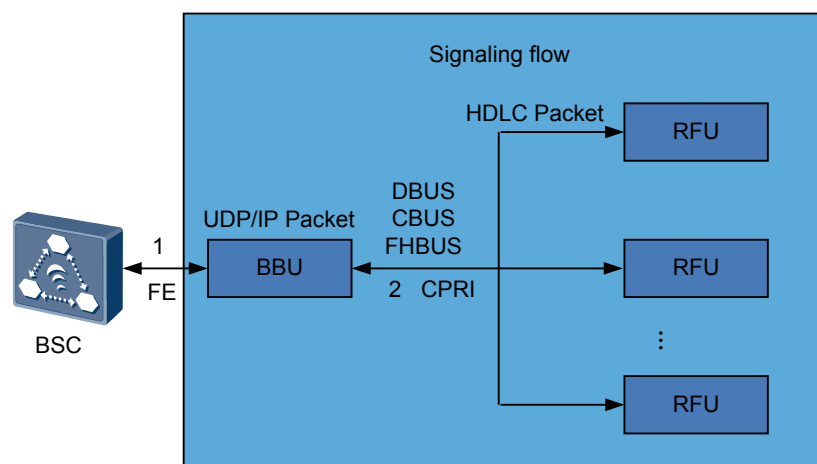 Signaling flow
HDLC Packet
RFU
DBUS
CBUS
FHBUS
UDP/IP Packet
1
BBU
RFU
FE
2 CPRI
BSC
...
RFU